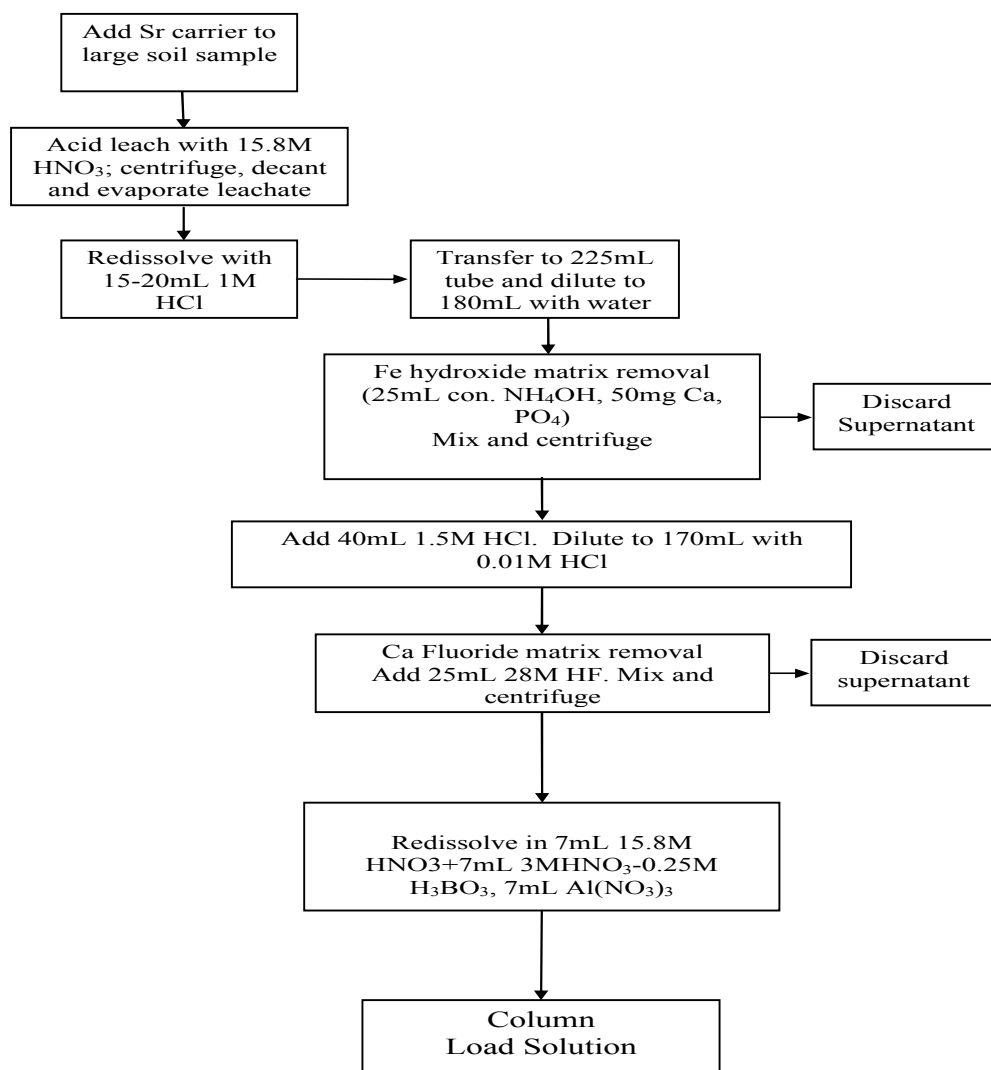 Add Sr carrier to
large soil sample
Acid leach with 15.8M
HNO₃; centrifuge, decant
and evaporate leachate
Redissolve with
15-20mL 1M
HCl
Transfer to 225mL
tube and dilute to
180mL with water
Fe hydroxide matrix removal
(25mL con. NH₄OH, 50mg Ca,
PO₄)
Mix and centrifuge
Discard
Supernatant
Add 40mL 1.5M HCl.  Dilute to 170mL with
0.01M HCl
Ca Fluoride matrix removal
Add 25mL 28M HF. Mix and
centrifuge
Discard
supernatant
Redissolve in 7mL 15.8M
HNO3+7mL 3MHNO₃-0.25M
H₃BO₃, 7mL Al(NO₃)₃
Column
Load Solution